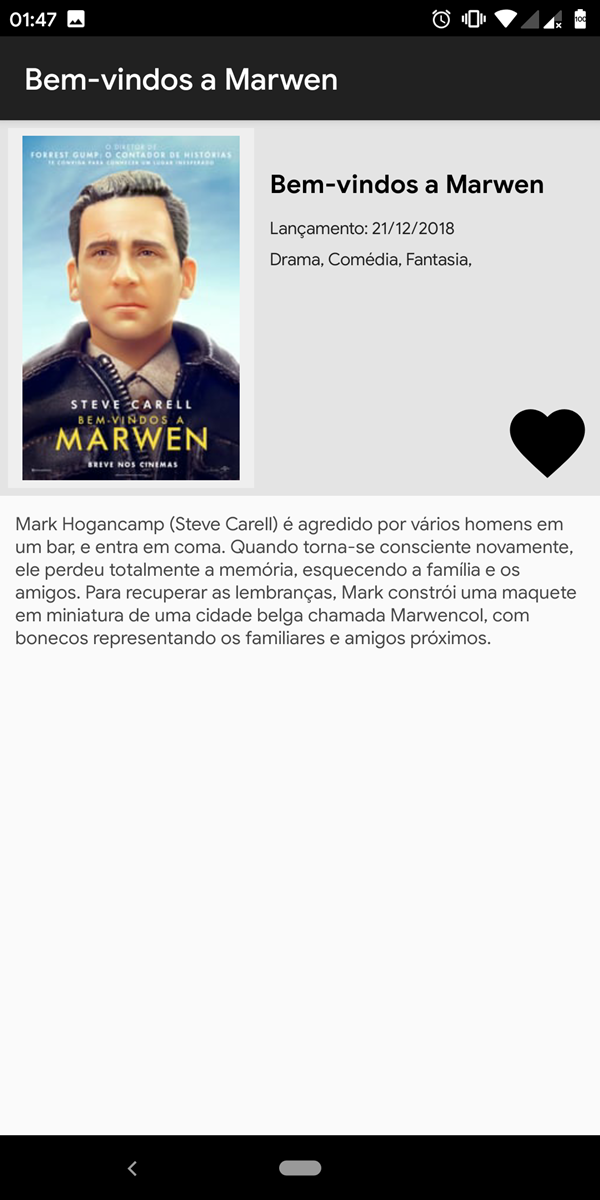 01:47
100
Bem-vindos a Marwen
O DIRETOR DE
FORREST GUMP: O CONTADOR DE HISTÓRIAS
TE CONVIDA PARA CONHECER UM LUGAR INESPERADO
STEVE CARELL
BEM-VINDOS A
MARWEN
BREVE NOS CINEMAS
Bem-vindos a Marwen
Lançamento: 21/12/2018
Drama, Comédia, Fantasia,
Mark Hogancamp (Steve Carell) é agredido por vários homens em
um bar, e entra em coma. Quando torna-se consciente novamente,
ele perdeu totalmente a memória, esquecendo a família e os
amigos. Para recuperar as lembranças, Mark constrói uma maquete
em miniatura de uma cidade belga chamada Marwencol, com
bonecos representando os familiares e amigos próximos.